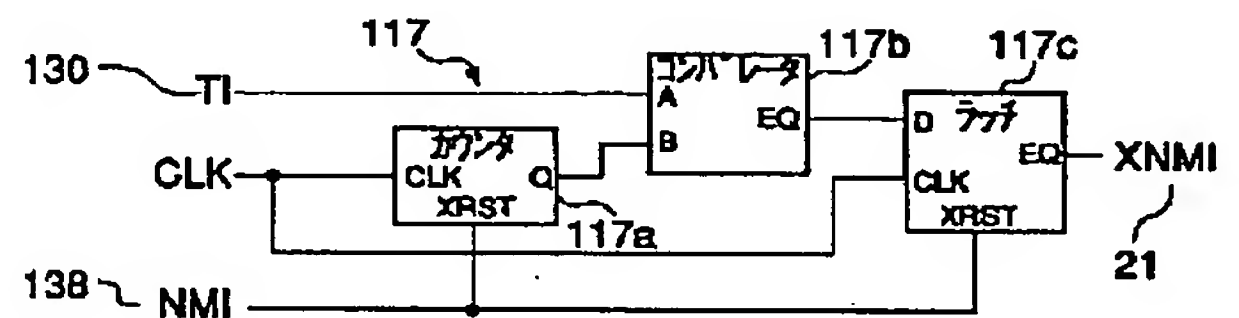 117
130
TI
コンパレータ
A
B
EQ
117b
117c
ラッチ
D
EQ
CLK
XRST
XNMI
21
CLK
カウンタ
CLK
Q
XRST
117a
138
NMI